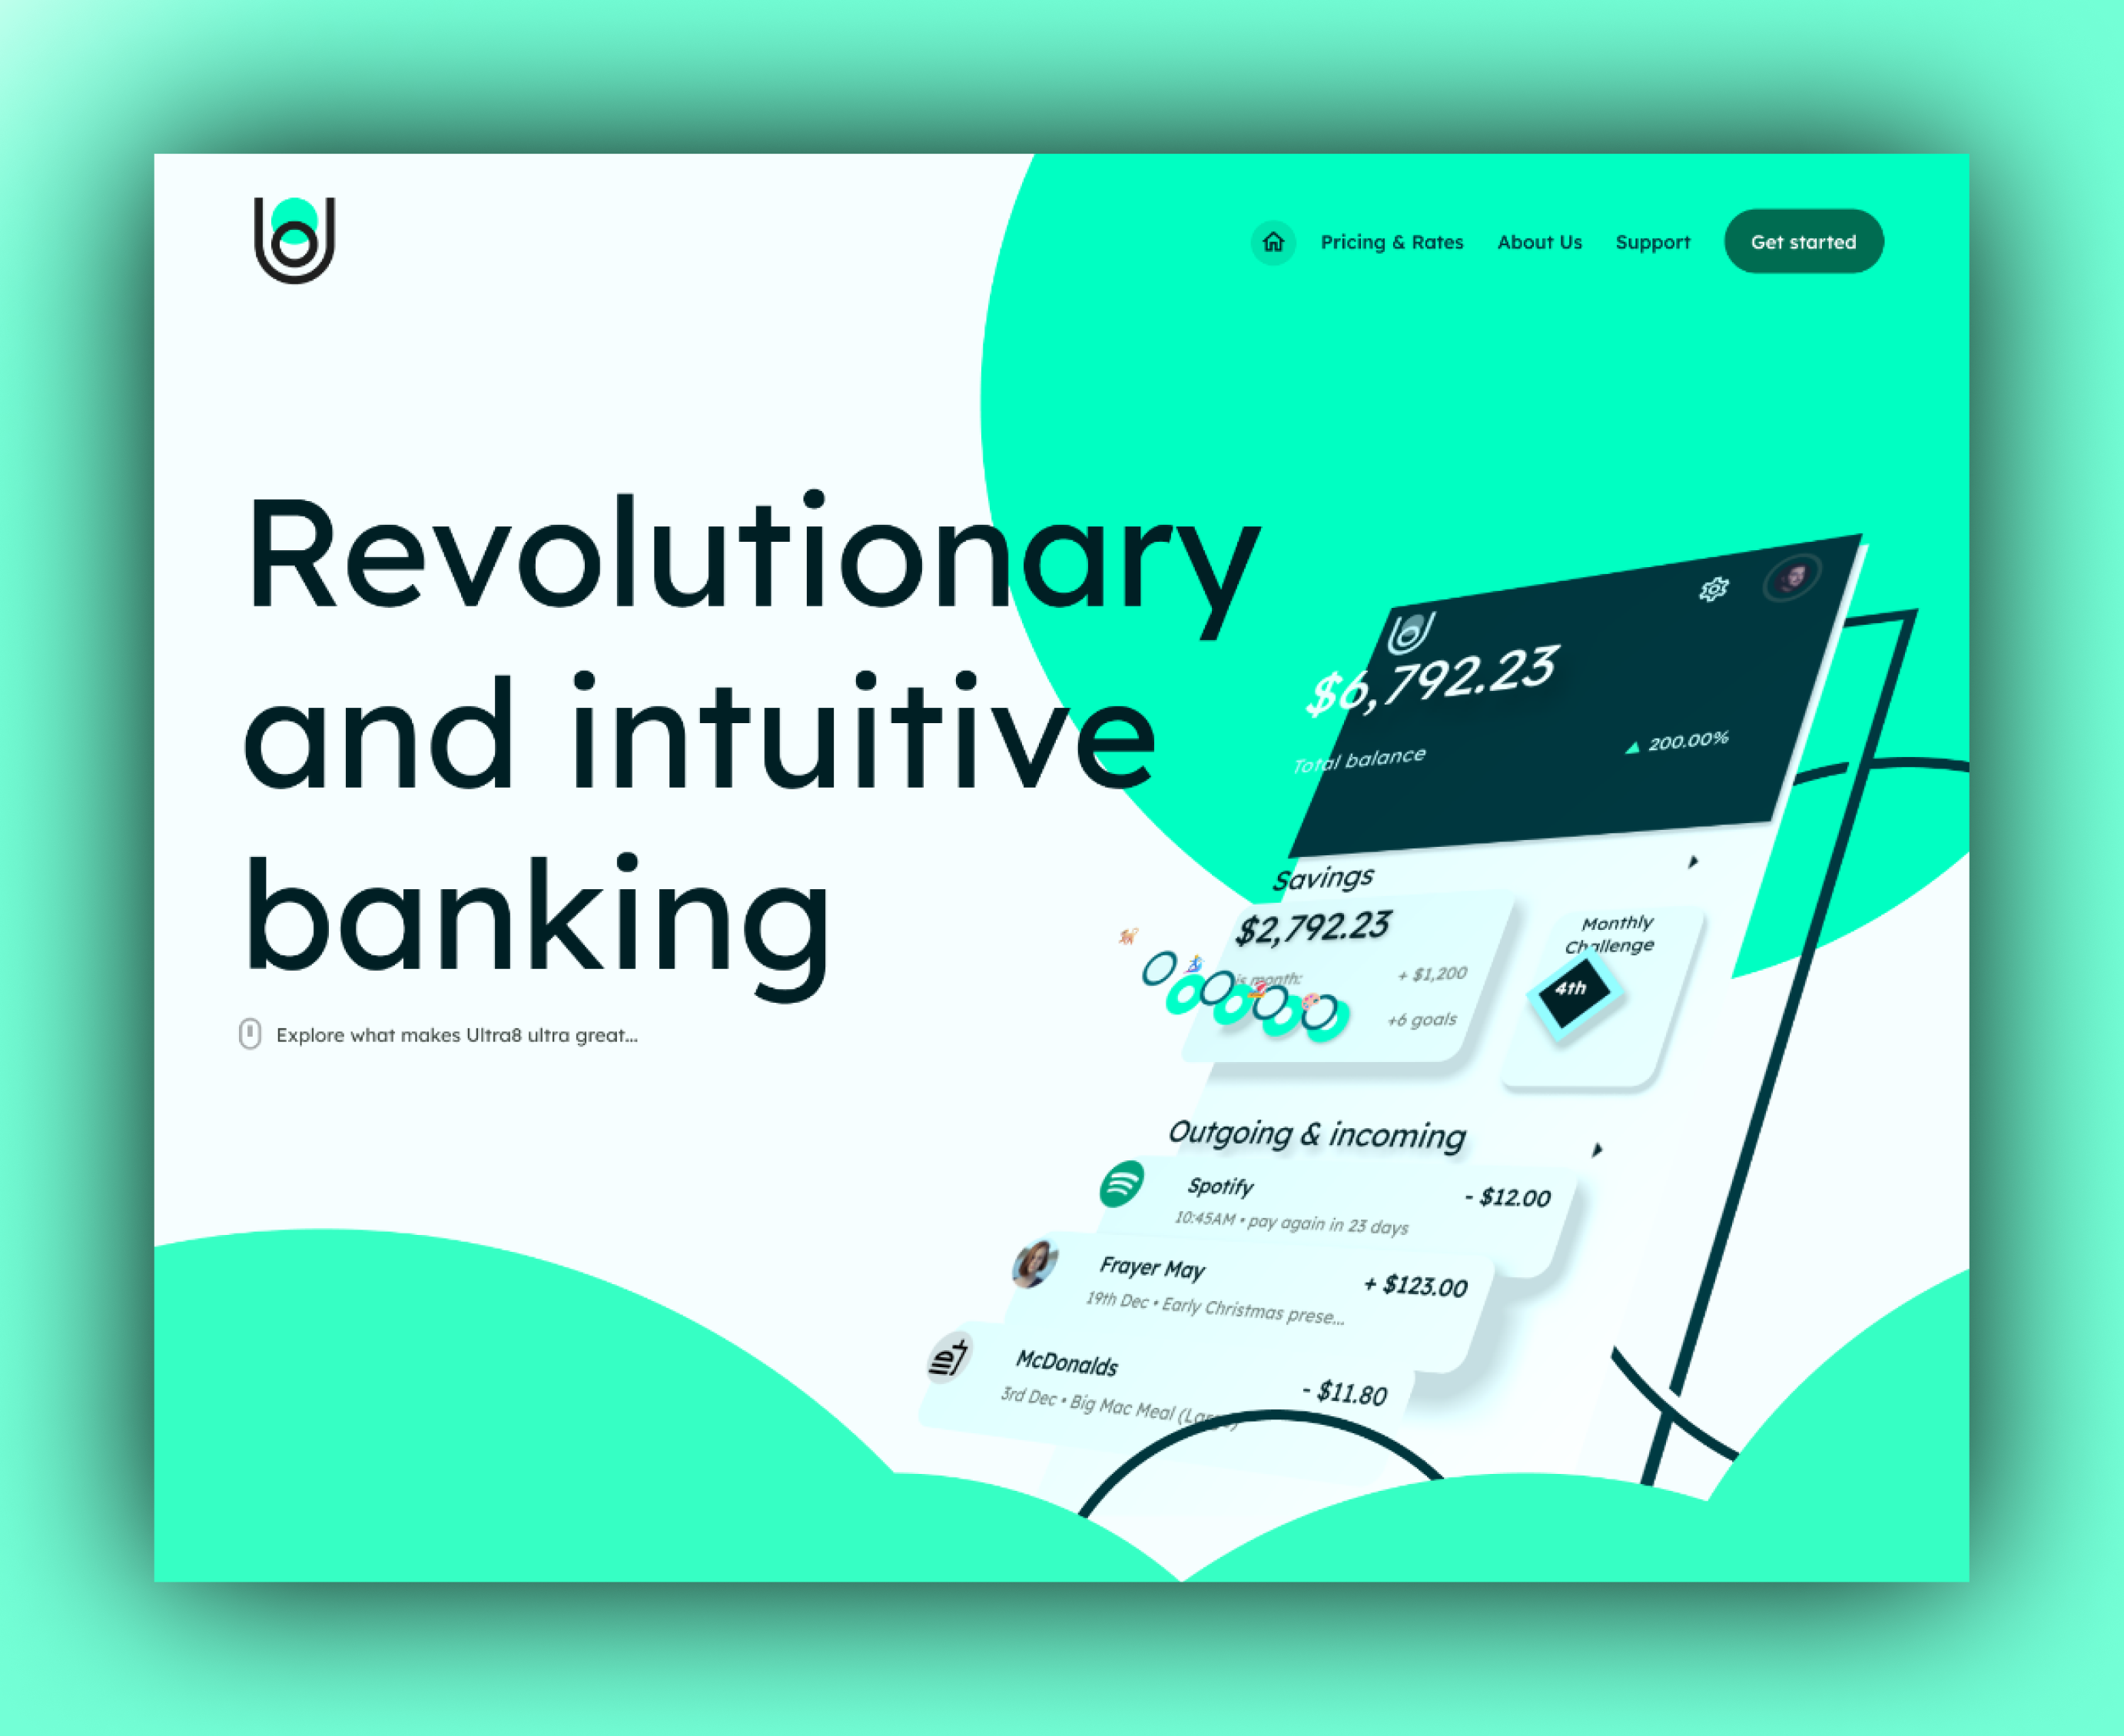 Pricing & Rates
About Us
Support
Get started
Revolutionary
and intuitive
banking
Explore what makes Ultra8 ultra great...
$6,792.23
Total balance
200.00%
Savings
$2,792.23
is month:
+ $1,200
+6 goals
Monthly
Challenge
4th
Outgoing & incoming
Spotify
- $12.00
10:45AM • pay again in 23 days
Frayer May
+ $123.00
19th Dec • Early Christmas prese...
McDonalds
- $11.80
3rd Dec • Big Mac Meal